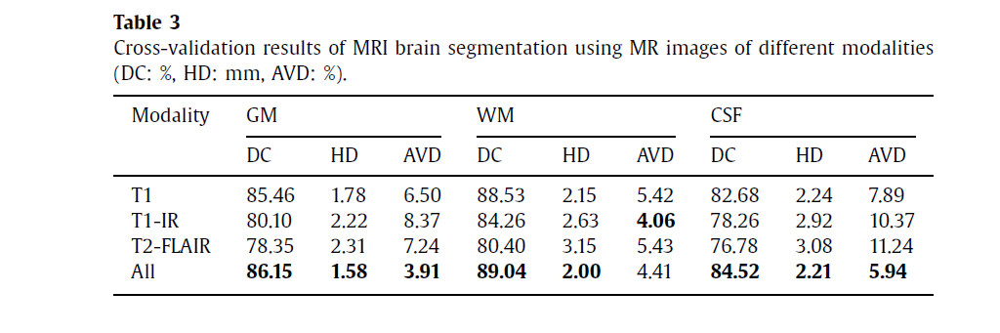 Table 3
Cross-validation results of MRI brain segmentation using MR images of different modalities
(DC: %, HD: mm, AVD: %).
Modality GM WM CSF
DC HD AVD DC HD AVD DC HD AVD
T1 85.46 1.78 6.50 88.53 2.15 5.42 82.68 2.24 7.89
T1-IR 80.10 2.22 8.37 84.26 2.63 4.06 78.26 2.92 10.37
T2-FLAIR 78.35 2.31 7.24 80.40 3.15 5.43 76.78 3.08 11.24
All 86.15 1.58 3.91 89.04 2.00 4.41 84.52 2.21 5.94